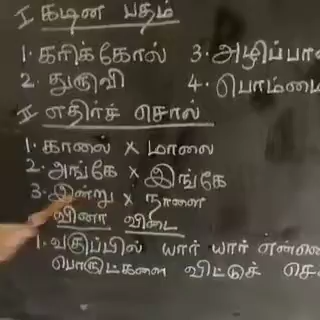 I கடின பதம்
1. கரிக்கோல் 3. அழிப்பா
2. துருவி 4. பொம்மை
II எதிர்ச் சொல்
1. காலை x மாலை
2. அங்கே x இங்கே
3. இன்று x நாளை
வினா விடை
1. வகுப்பில் யார் யார் என்னெ
பொருட்களை விட்டுச் செ